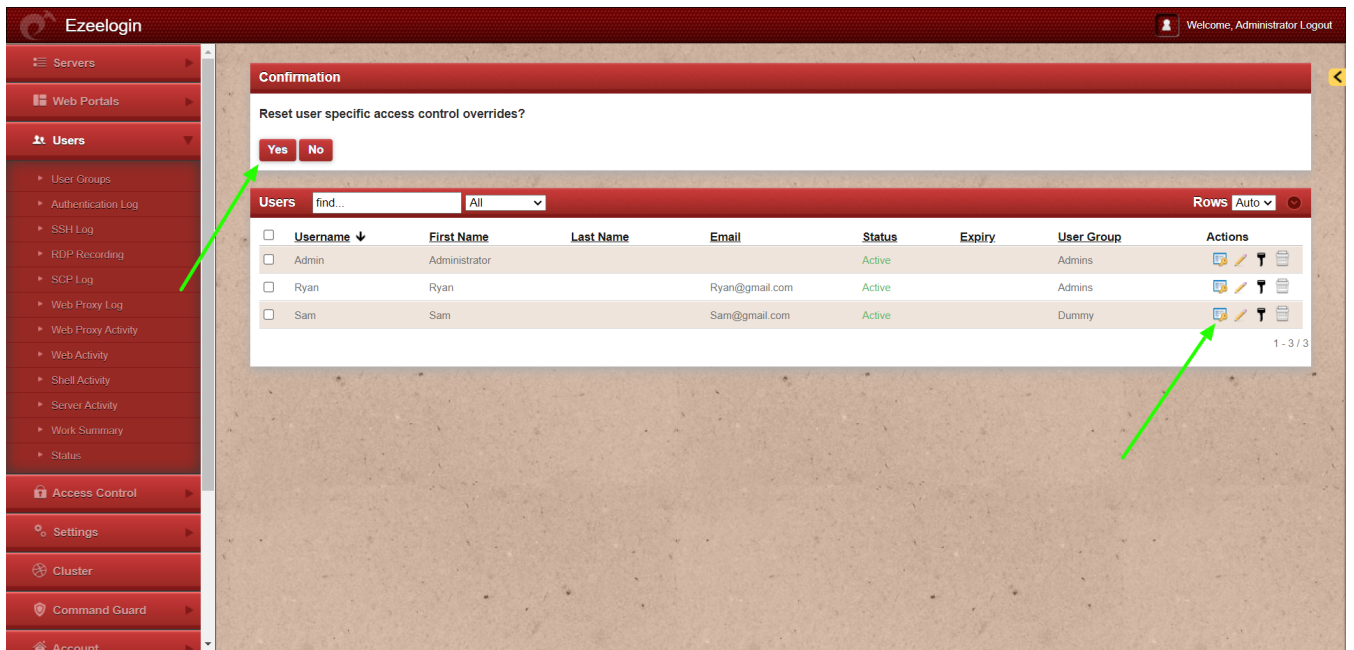 Ezeelogin
Welcome, Administrator Logout
Servers
Web Portals
Users
User Groups
Authentication Log
SSH Log
RDP Recording
SCP Log
Web Proxy Log
Web Proxy Activity
Web Activity
Shell Activity
Server Activity
Work Summary
Status
Access Control
Settings
Cluster
Command Guard
Account
Confirmation
Reset user specific access control overrides?
Yes No
Users find... All Rows Auto
Username First Name Last Name Email Status Expiry User Group Actions
Admin Administrator Active Admins
Ryan Ryan Ryan@gmail.com Active Admins
Sam Sam Sam@gmail.com Active Dummy
1 - 3 / 3